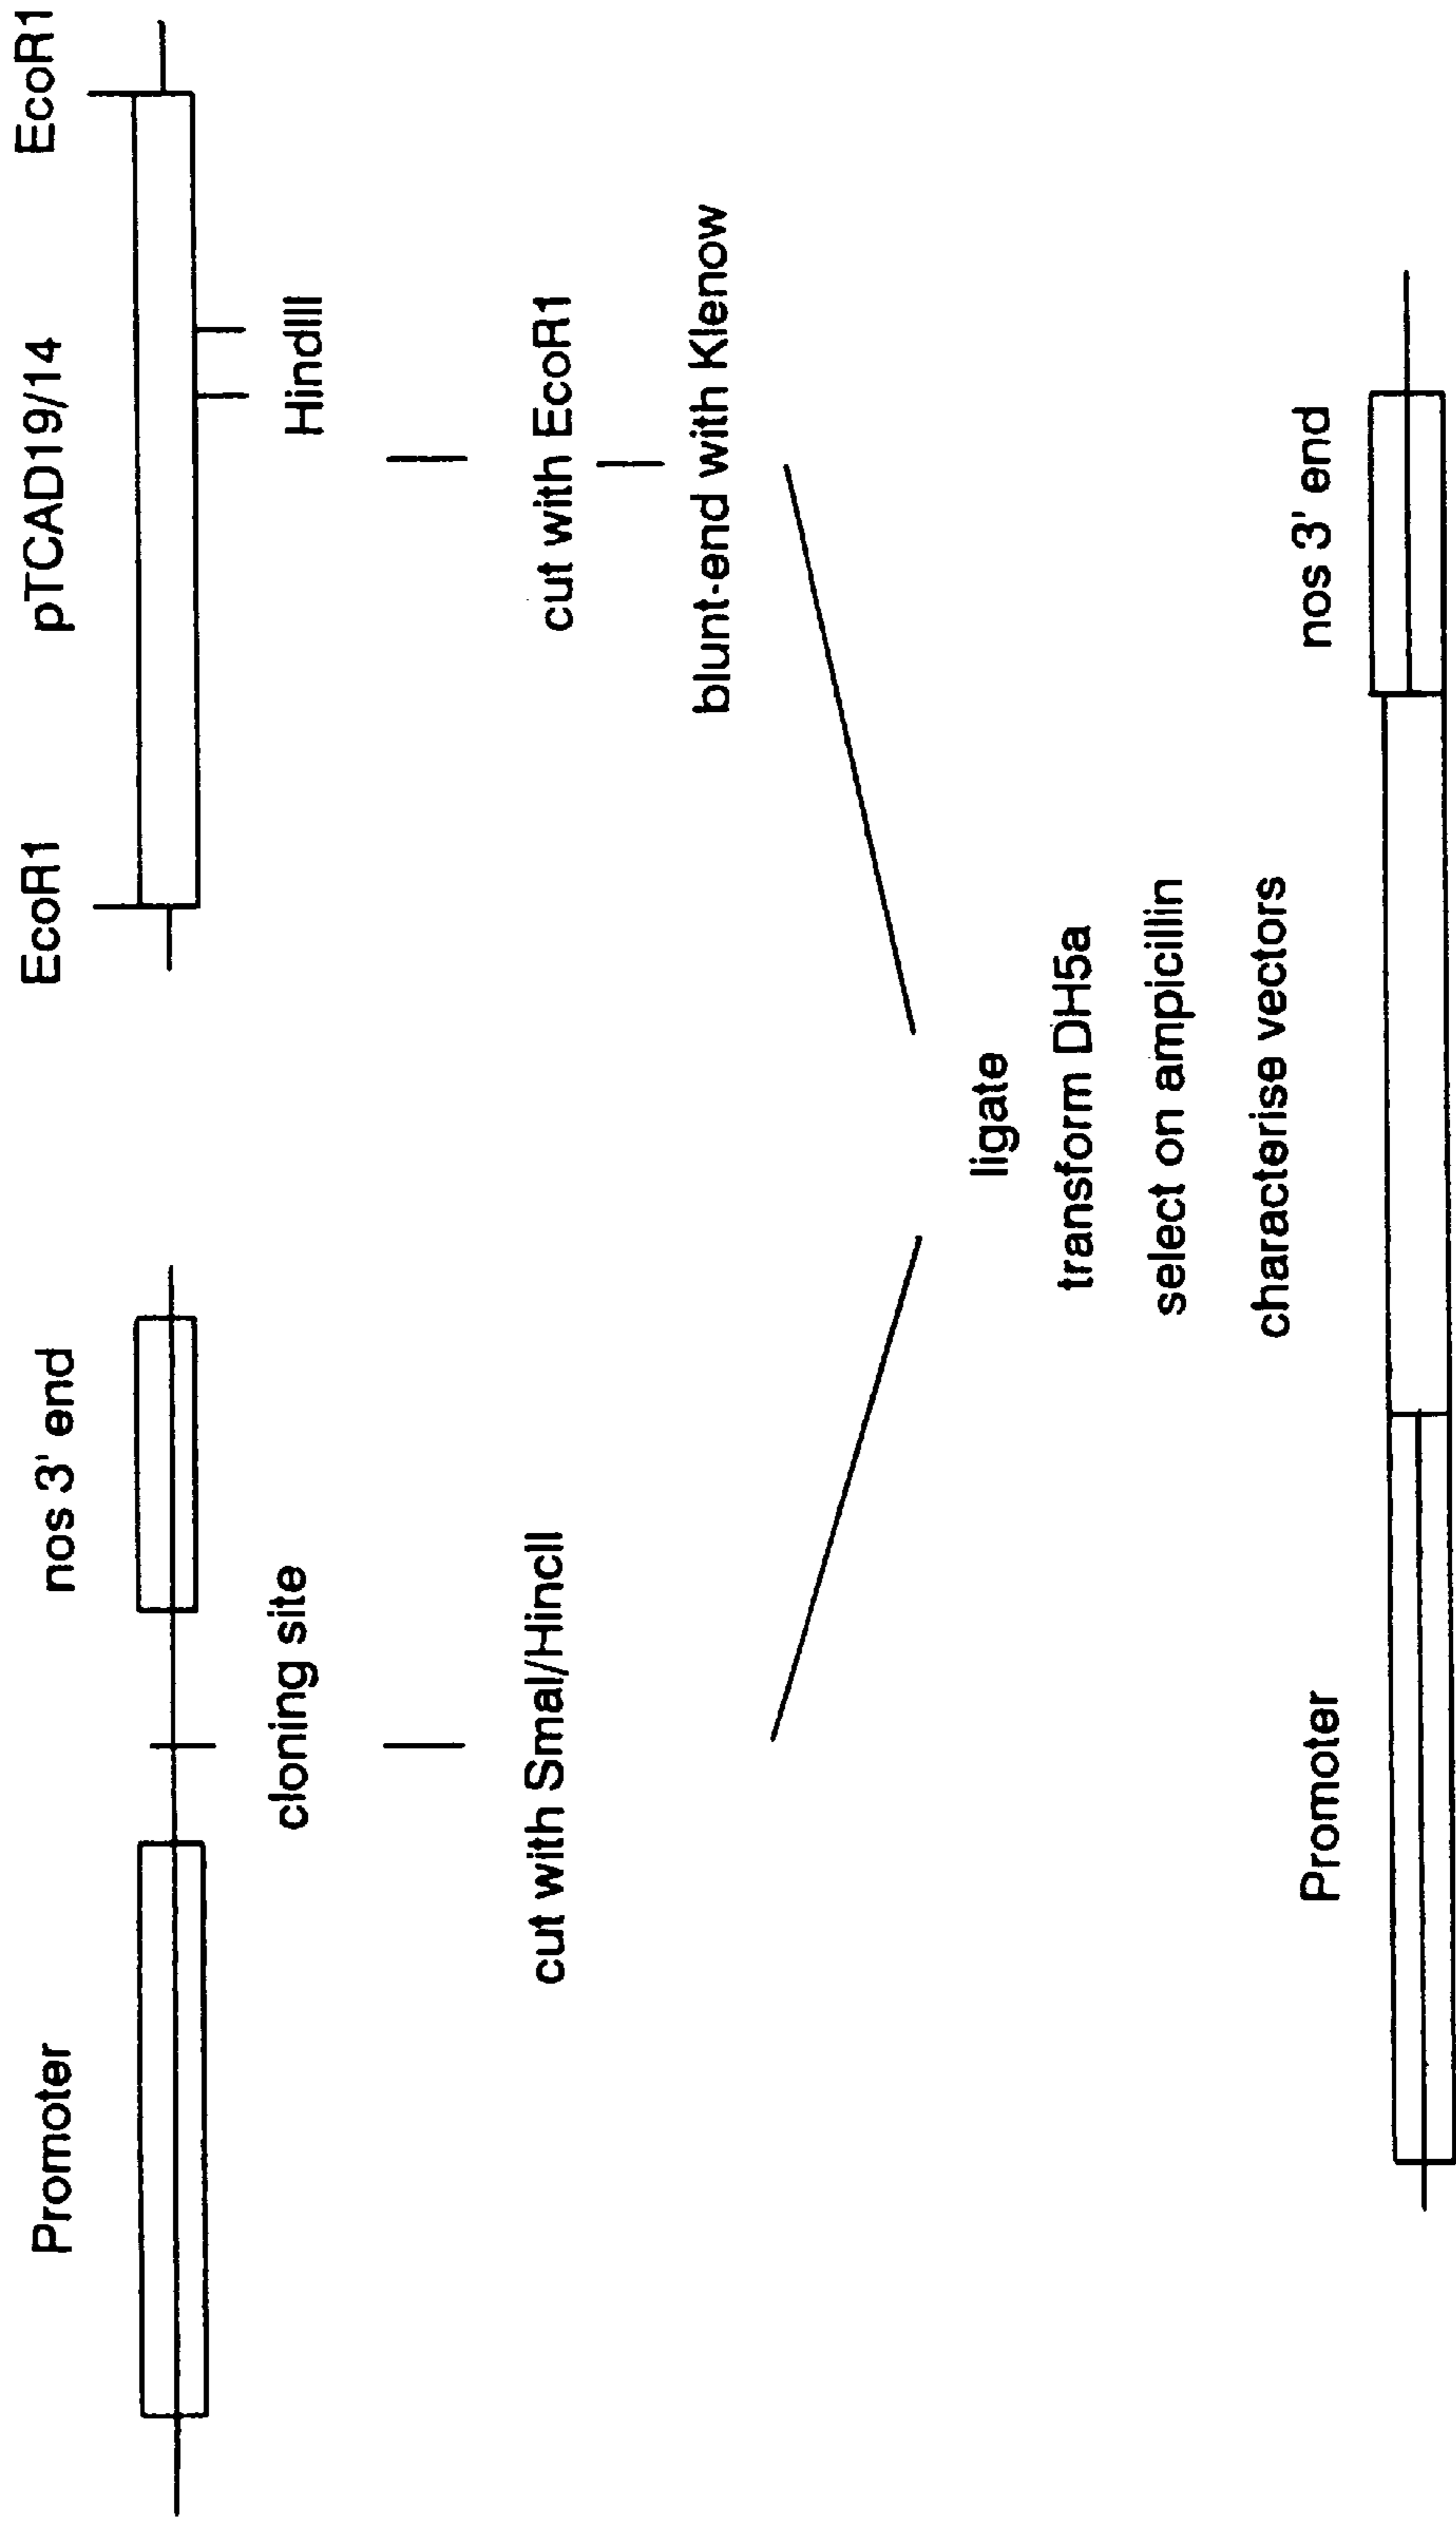 Promoter
nos 3' end
cloning site
cut with SmaI/HincII
EcoR1
pTCAD19/14
EcoR1
HindIII
cut with EcoR1
blunt-end with Klenow
ligate
transform DH5a
select on ampicillin
characterise vectors
Promoter
nos 3' end